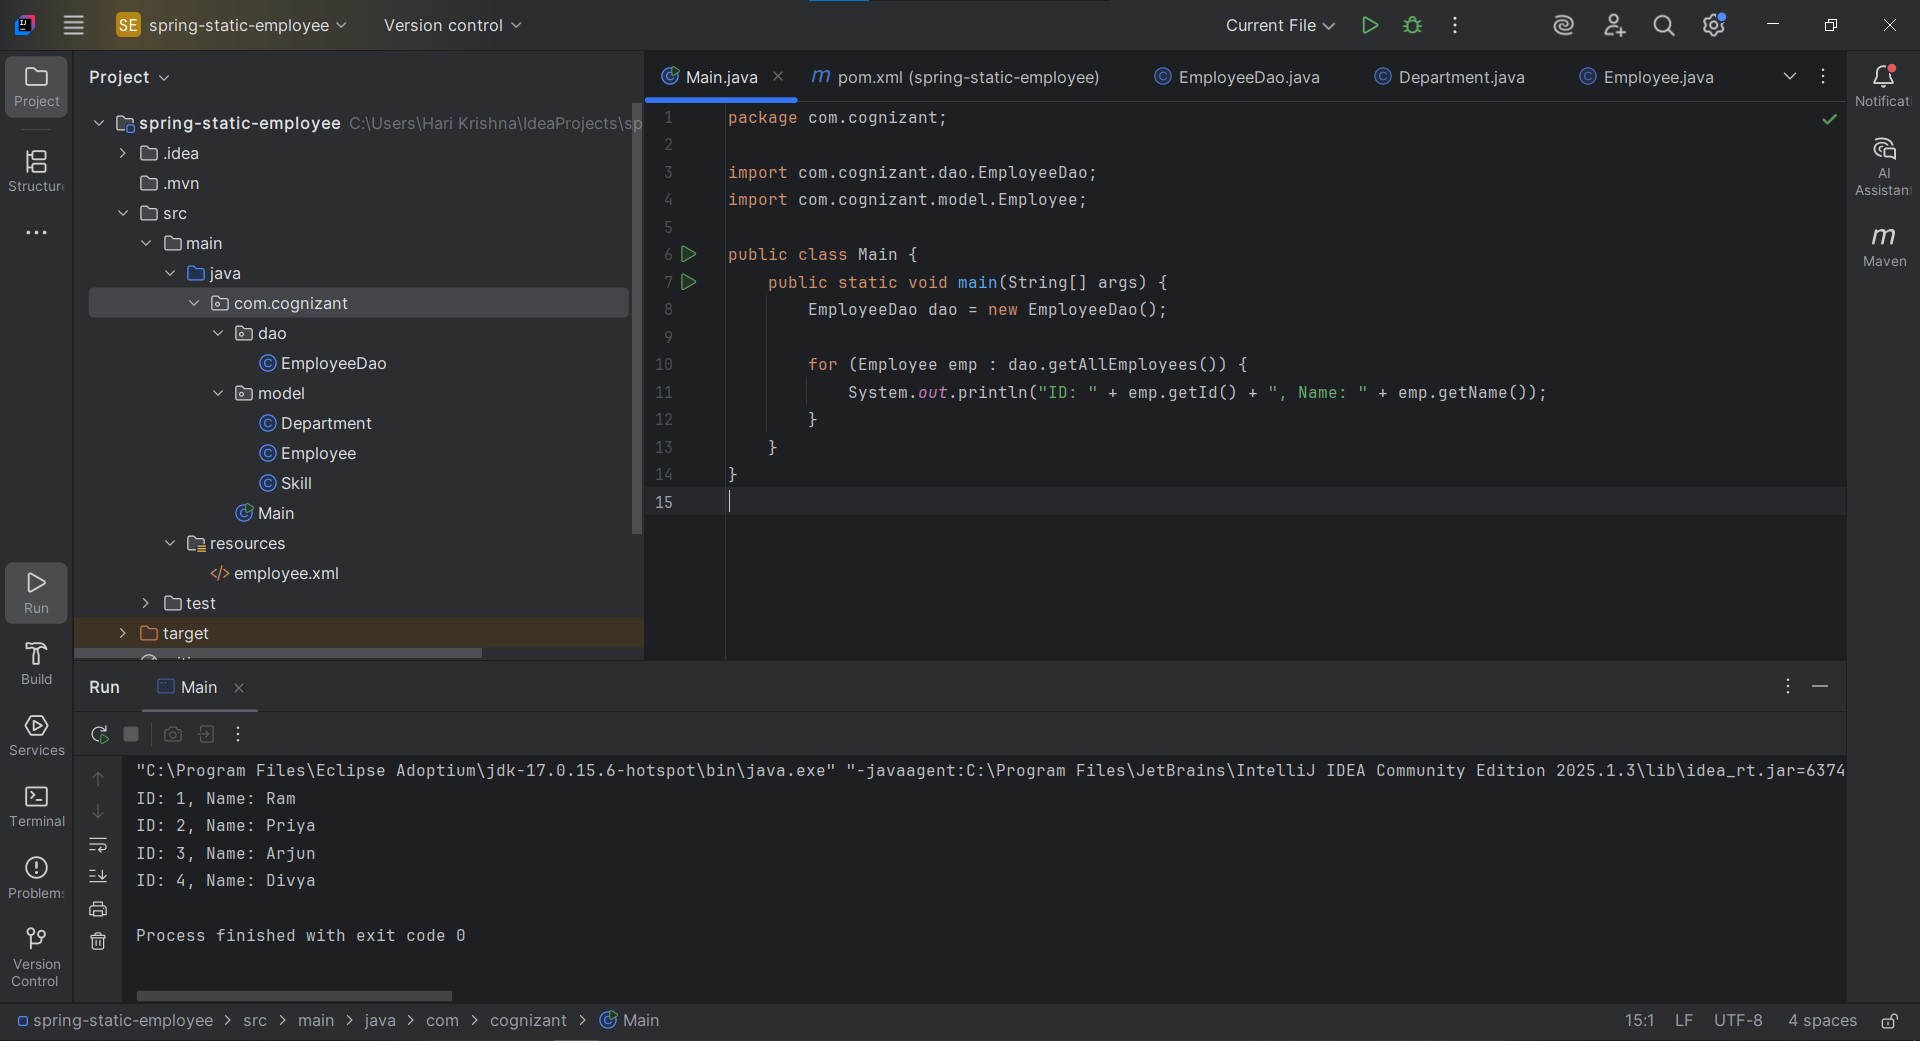 SE spring-static-employee
Version control
Current File
Project
Structure
Run
Build
Services
Terminal
Problems
Version
Control
Project
spring-static-employee C:\Users\Hari Krishna\IdeaProjects\sp
.idea
.mvn
src
main
java
com.cognizant
dao
EmployeeDao
model
Department
Employee
Skill
Main
resources
employee.xml
test
target
Main.java
pom.xml (spring-static-employee)
EmployeeDao.java
Department.java
Employee.java
1 package com.cognizant;
2
3 import com.cognizant.dao.EmployeeDao;
4 import com.cognizant.model.Employee;
5
6 public class Main {
7     public static void main(String[] args) {
8         EmployeeDao dao = new EmployeeDao();
9
10         for (Employee emp : dao.getAllEmployees()) {
11             System.out.println("ID: " + emp.getId() + ", Name: " + emp.getName());
12         }
13     }
14 }
15
Notificati
AI
Assistant
m
Maven
Run
Main
"C:\Program Files\Eclipse Adoptium\jdk-17.0.15.6-hotspot\bin\java.exe" "-javaagent:C:\Program Files\JetBrains\IntelliJ IDEA Community Edition 2025.1.3\lib\idea_rt.jar=6374
ID: 1, Name: Ram
ID: 2, Name: Priya
ID: 3, Name: Arjun
ID: 4, Name: Divya
Process finished with exit code 0
spring-static-employee > src > main > java > com > cognizant > Main
15:1 LF UTF-8 4 spaces